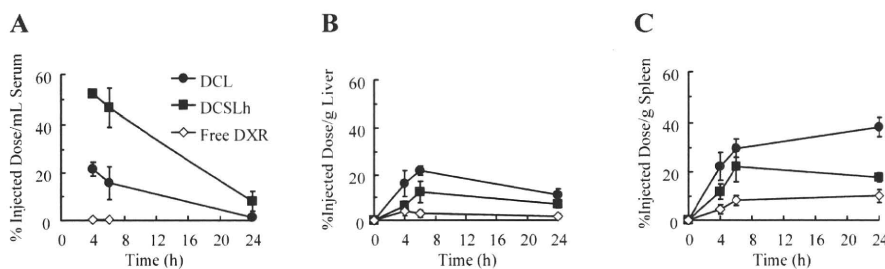 A
% Injected Dose/mL Serum
60
40
20
0
0 4 8 12 16 20 24
Time (h)
DCL
DCSLh
Free DXR
B
%Injected Dose/g Liver
60
40
20
0
0 4 8 12 16 20 24
Time (h)
C
%Injected Dose/g Spleen
60
40
20
0
0 4 8 12 16 20 24
Time (h)